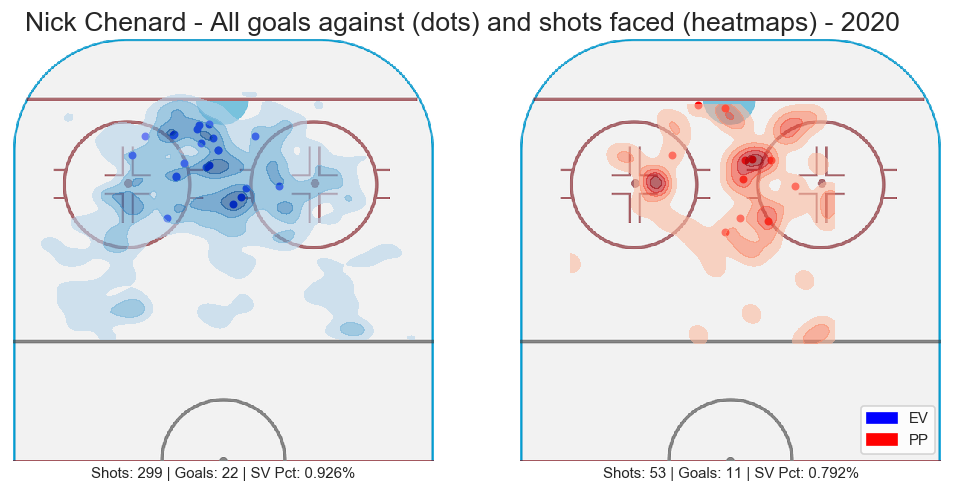 Nick Chenard - All goals against (dots) and shots faced (heatmaps) - 2020
EV
PP
Shots: 299 | Goals: 22 | SV Pct: 0.926%
Shots: 53 | Goals: 11 | SV Pct: 0.792%